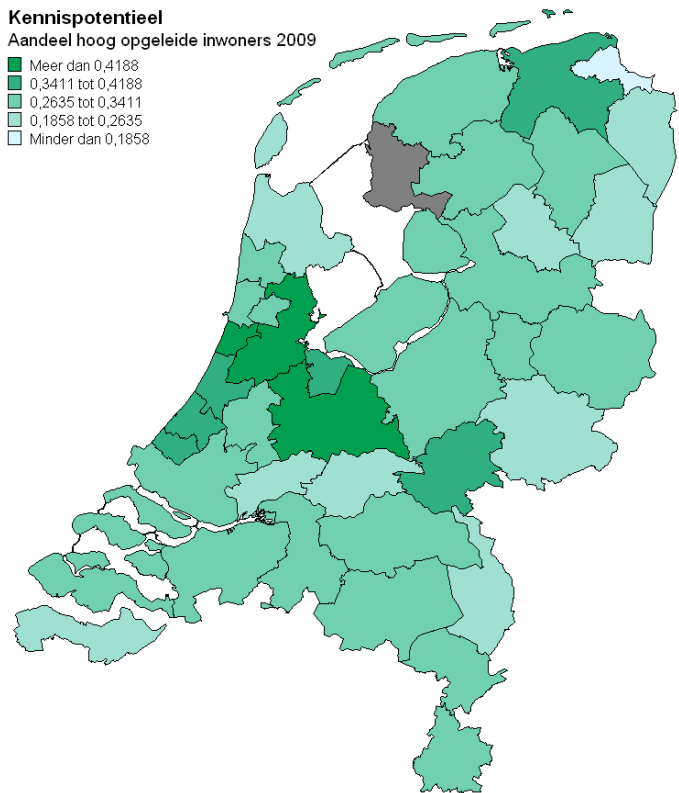 Kennispotentieel
Aandeel hoog opgeleide inwoners 2009
Meer dan 0,4188
0,3411 tot 0,4188
0,2635 tot 0,3411
0,1858 tot 0,2635
Minder dan 0,1858